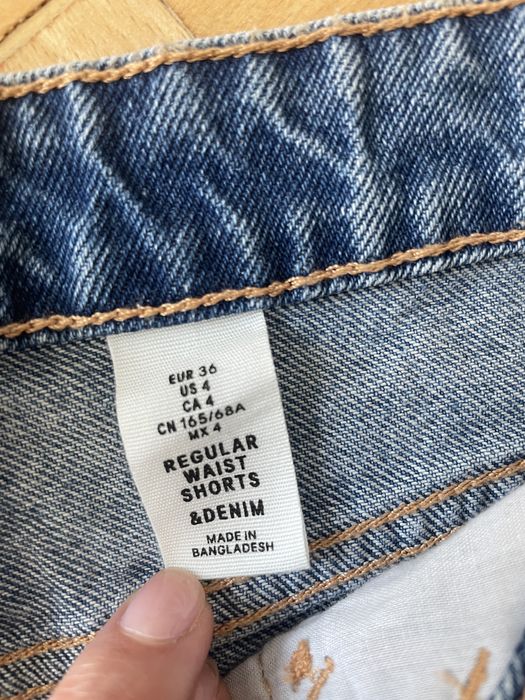 EUR 36
US 4
CA 4
CN 165/68A
MX 4
REGULAR
WAIST
SHORTS
&DENIM
MADE IN
BANGLADESH